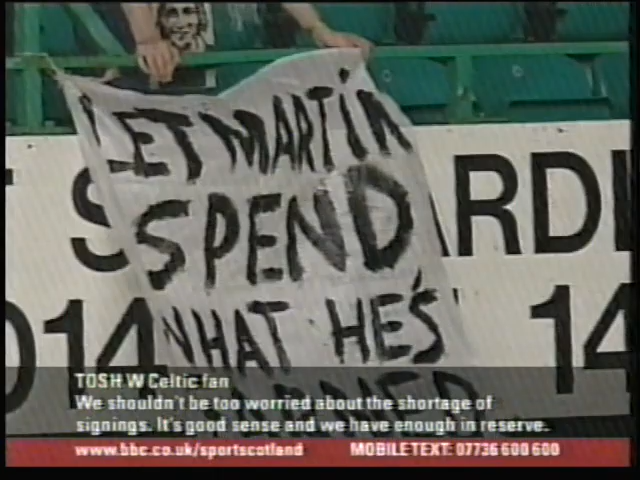 LET MARTIN
SPEND
WHAT HE'S
ARDI
014
14
TOSH W Celtic fan
We shouldn't be too worried about the shortage of
signings. It's good sense and we have enough in reserve.
www.bbc.co.uk/sportscotland MOBILE TEXT: 07736 600 600